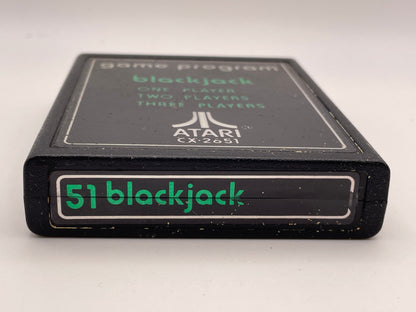 game program
blackjack
ONE PLAYER
TWO PLAYERS
THREE PLAYERS
ATARI®
CX-2651
51 blackjack